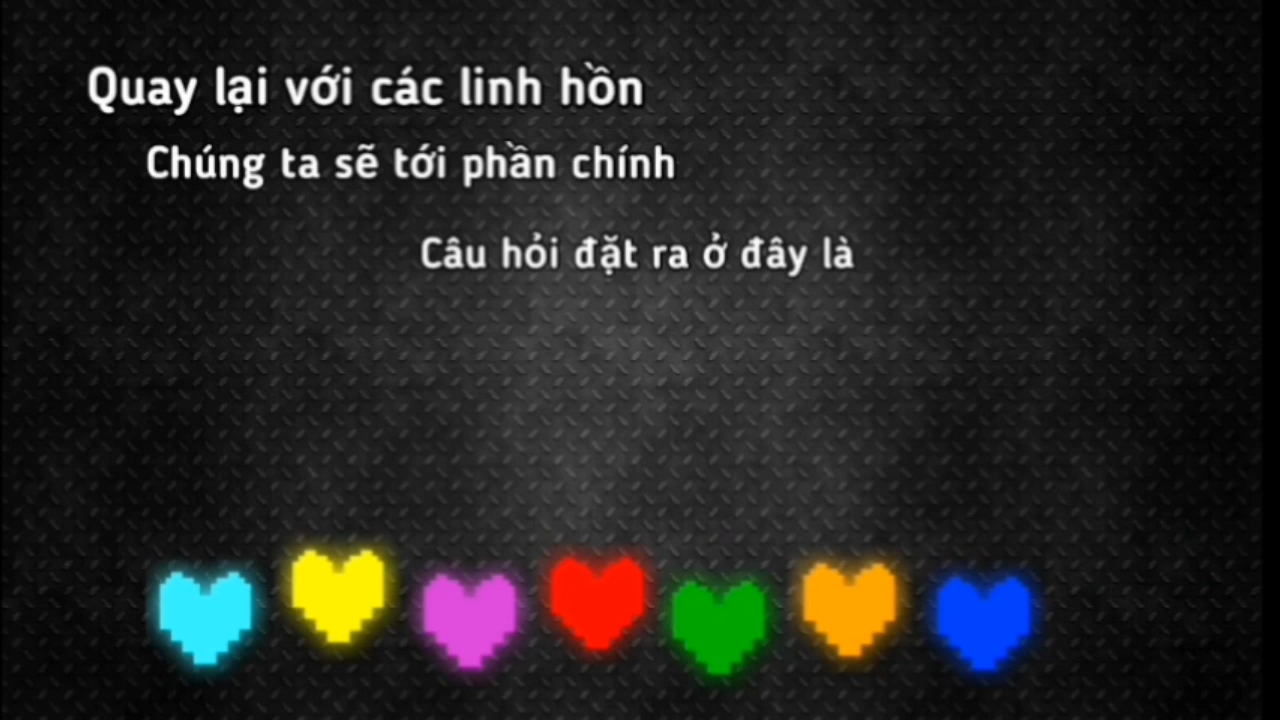 Quay lại với các linh hồn
Chúng ta sẽ tới phần chính
Câu hỏi đặt ra ở đây là